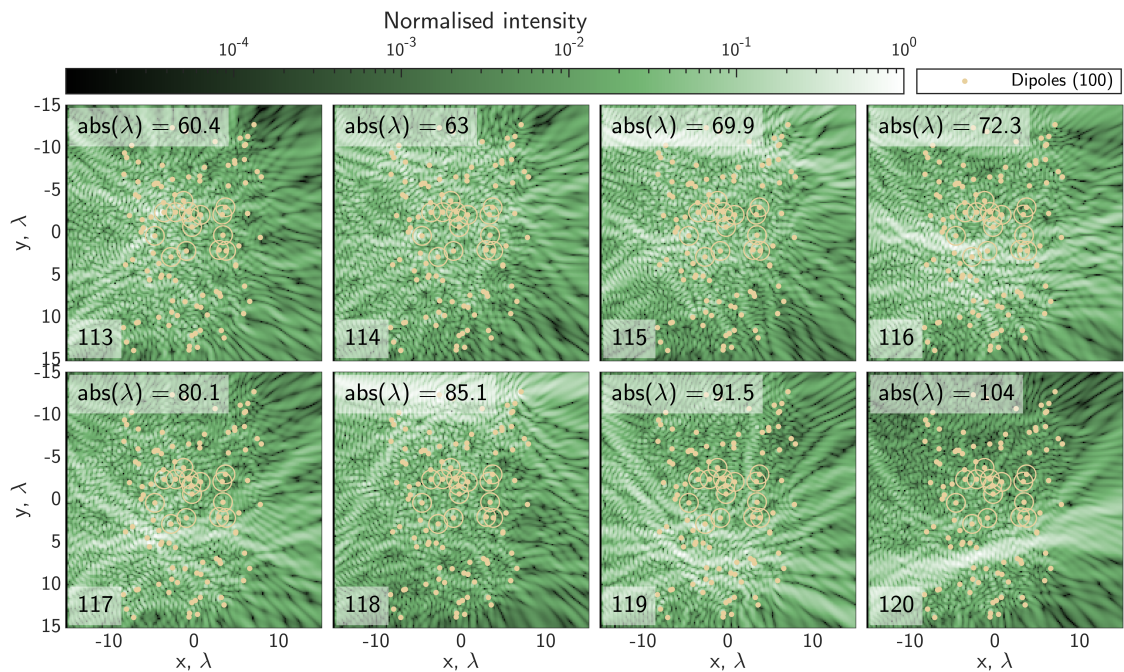 Normalised intensity
10-4 10-3 10-2 10-1 100
Dipoles (100)
-15
-10
-5
0
5
10
15
y, λ
abs(λ) = 60.4
113
abs(λ) = 63
114
abs(λ) = 69.9
115
abs(λ) = 72.3
116
-15
-10
-5
0
5
10
15
y, λ
abs(λ) = 80.1
117
abs(λ) = 85.1
118
abs(λ) = 91.5
119
abs(λ) = 104
120
-10 0 10
x, λ
-10 0 10
x, λ
-10 0 10
x, λ
-10 0 10
x, λ